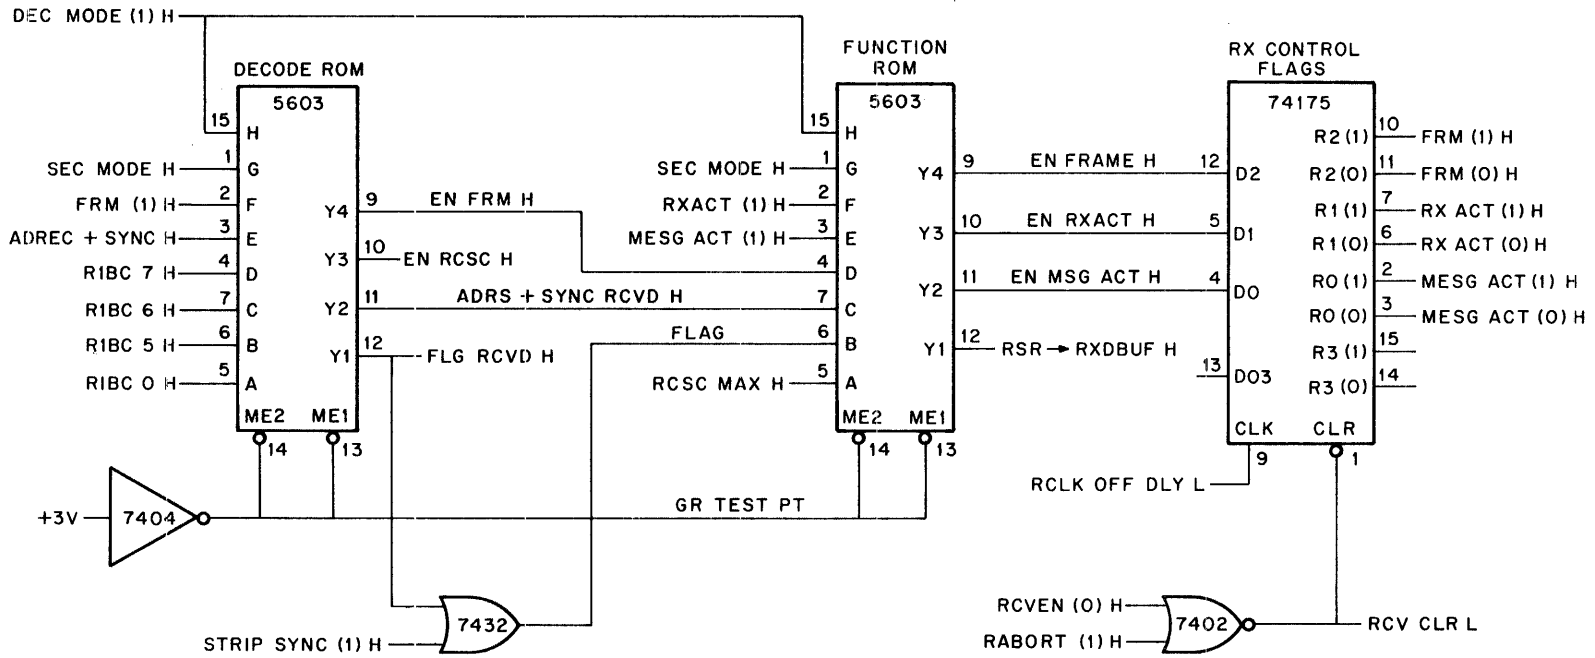 DEC MODE (1) H
DECODE ROM
5603
15 H
SEC MODE H 1 G
FRM (1) H 2 F
ADREC + SYNC H 3 E
R1BC 7 H 4 D
R1BC 6 H 7 C
R1BC 5 H 6 B
R1BC 0 H 5 A
Y4 9 EN FRM H
Y3 10 EN RCSC H
Y2 11 ADRS + SYNC RCVD H
Y1 12 FLG RCVD H
ME2 ME1
14 13
+3V 7404
GR TEST PT
7432
STRIP SYNC (1) H
FLAG
FUNCTION
ROM
5603
15 H
SEC MODE H 1 G
RXACT (1) H 2 F
MESG ACT (1) H 3 E
4 D
7 C
6 B
RCSC MAX H 5 A
Y4 9 EN FRAME H 12 D2
Y3 10 EN RXACT H 5 D1
Y2 11 EN MSG ACT H 4 D0
Y1 12 RSR → RXDBUF H
ME2 ME1
14 13
RX CONTROL
FLAGS
74175
R2 (1) 10 FRM (1) H
R2 (0) 11 FRM (0) H
R1 (1) 7 RX ACT (1) H
R1 (0) 6 RX ACT (0) H
R0 (1) 2 MESG ACT (1) H
R0 (0) 3 MESG ACT (0) H
R3 (1) 15
R3 (0) 14
13 DO3
CLK CLR
9 1
RCLK OFF DLY L
RCVEN (0) H
RABORT (1) H
7402
RCV CLR L